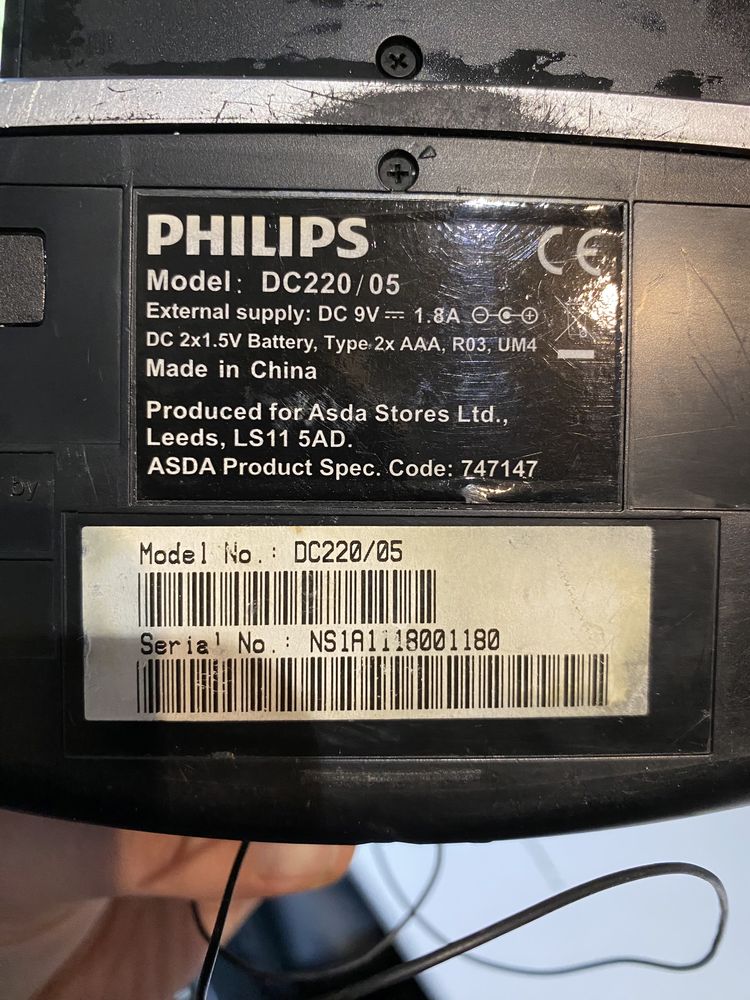 PHILIPS
CE
Model: DC220/05
External supply: DC 9V ⎓ 1.8A
DC 2x1.5V Battery, Type 2x AAA, R03, UM4
Made in China
Produced for Asda Stores Ltd.,
Leeds, LS11 5AD.
ASDA Product Spec. Code: 747147
by
Model No.: DC220/05
Serial No.: NS1A1118001180